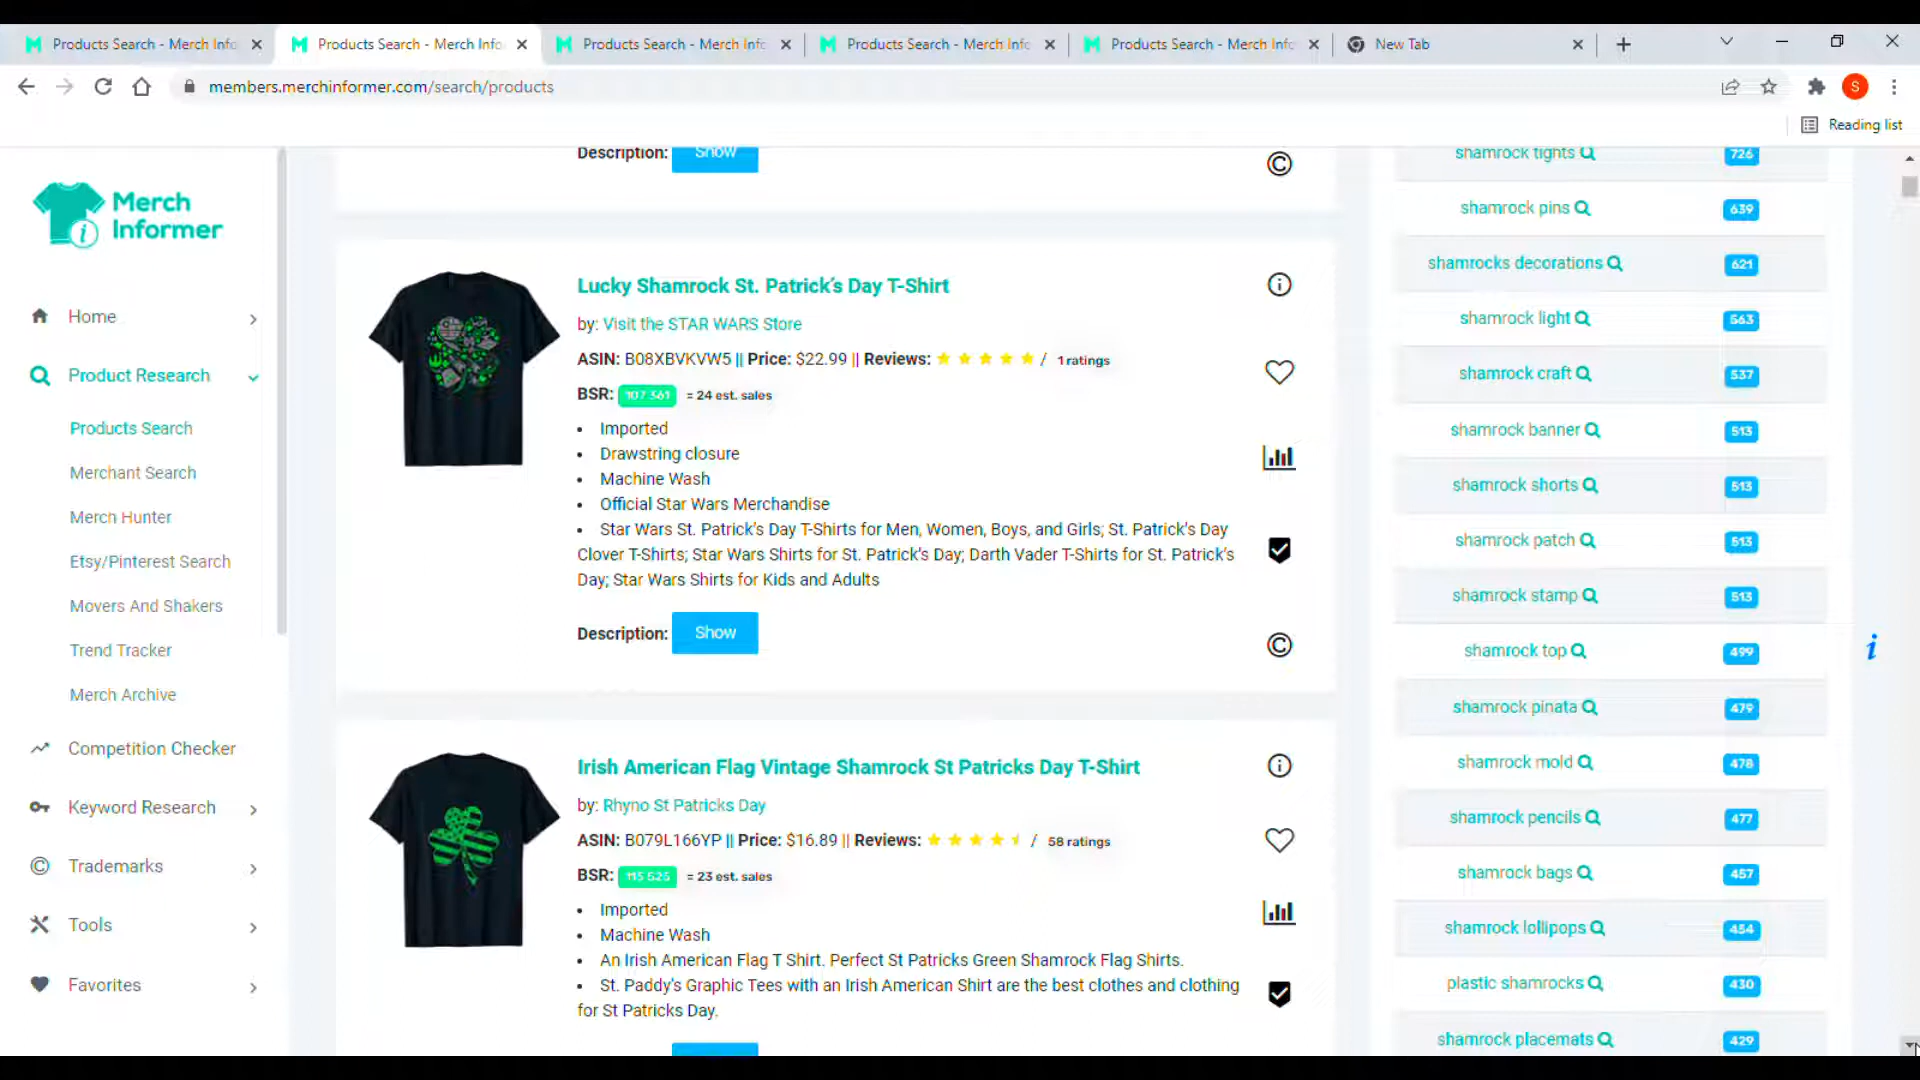 Products Search - Merch Info
Products Search - Merch Info
Products Search - Merch Info
Products Search - Merch Info
Products Search - Merch Info
New Tab
members.merchinformer.com/search/products
S
Reading list
Merch
Informer
Home
Product Research
Products Search
Merchant Search
Merch Hunter
Etsy/Pinterest Search
Movers And Shakers
Trend Tracker
Merch Archive
Competition Checker
Keyword Research
Trademarks
Tools
Favorites
Description: Show
Lucky Shamrock St. Patrick's Day T-Shirt
by: Visit the STAR WARS Store
ASIN: B08XBVKVW5 || Price: $22.99 || Reviews: / 1 ratings
BSR: 107 361 = 24 est. sales
• Imported
• Drawstring closure
• Machine Wash
• Official Star Wars Merchandise
• Star Wars St. Patrick's Day T-Shirts for Men, Women, Boys, and Girls; St. Patrick's Day
Clover T-Shirts; Star Wars Shirts for St. Patrick's Day; Darth Vader T-Shirts for St. Patrick's
Day; Star Wars Shirts for Kids and Adults
Description: Show
Irish American Flag Vintage Shamrock St Patricks Day T-Shirt
by: Rhyno St Patricks Day
ASIN: B079L166YP || Price: $16.89 || Reviews: / 58 ratings
BSR: 115 525 = 23 est. sales
• Imported
• Machine Wash
• An Irish American Flag T Shirt. Perfect St Patricks Green Shamrock Flag Shirts.
• St. Paddy's Graphic Tees with an Irish American Shirt are the best clothes and clothing
for St Patricks Day.
shamrock tights 726
shamrock pins 639
shamrocks decorations 621
shamrock light 563
shamrock craft 537
shamrock banner 513
shamrock shorts 513
shamrock patch 513
shamrock stamp 513
shamrock top 499
shamrock pinata 479
shamrock mold 478
shamrock pencils 477
shamrock bags 457
shamrock lollipops 454
plastic shamrocks 430
shamrock placemats 429
i